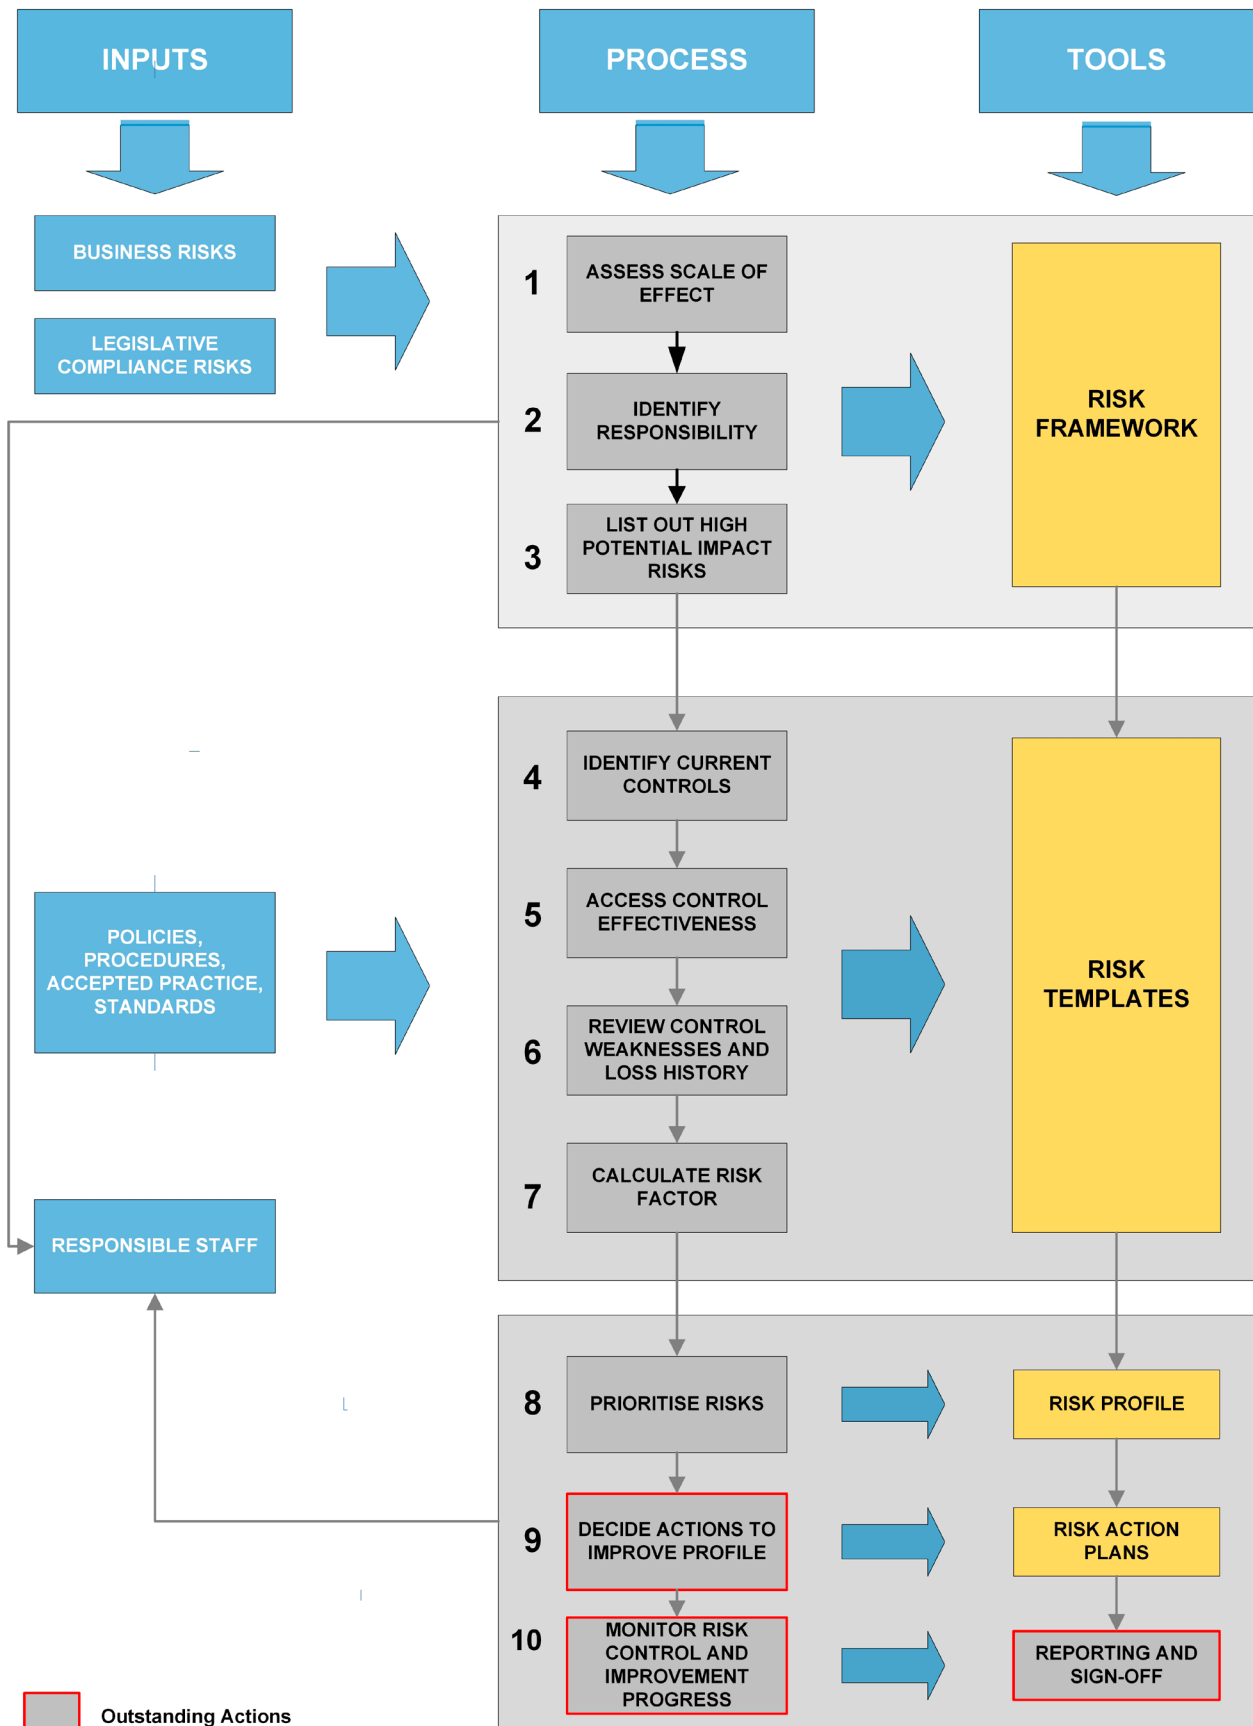 INPUTS
PROCESS
TOOLS
BUSINESS RISKS
LEGISLATIVE
COMPLIANCE RISKS
1
ASSESS SCALE OF
EFFECT
2
IDENTIFY
RESPONSIBILITY
3
LIST OUT HIGH
POTENTIAL IMPACT
RISKS
RISK
FRAMEWORK
4
IDENTIFY CURRENT
CONTROLS
POLICIES,
PROCEDURES,
ACCEPTED PRACTICE,
STANDARDS
5
ACCESS CONTROL
EFFECTIVENESS
6
REVIEW CONTROL
WEAKNESSES AND
LOSS HISTORY
7
CALCULATE RISK
FACTOR
RISK
TEMPLATES
RESPONSIBLE STAFF
8
PRIORITISE RISKS
RISK PROFILE
9
DECIDE ACTIONS TO
IMPROVE PROFILE
RISK ACTION
PLANS
10
MONITOR RISK
CONTROL AND
IMPROVEMENT
PROGRESS
REPORTING AND
SIGN-OFF
Outstanding Actions